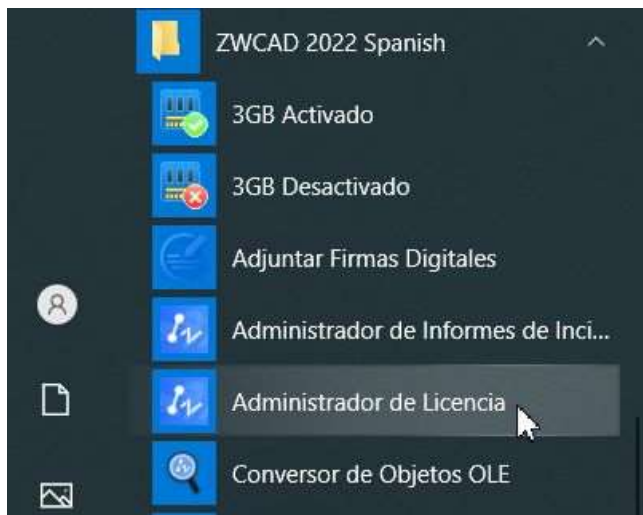 ZWCAD 2022 Spanish
3GB Activado
3GB Desactivado
Adjuntar Firmas Digitales
Administrador de Informes de Inci...
Administrador de Licencia
Conversor de Objetos OLE